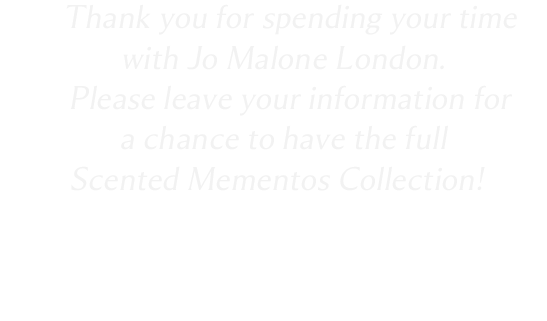 Thank you for spending your time
with Jo Malone London.
Please leave your information for
a chance to have the full
Scented Mementos Collection!